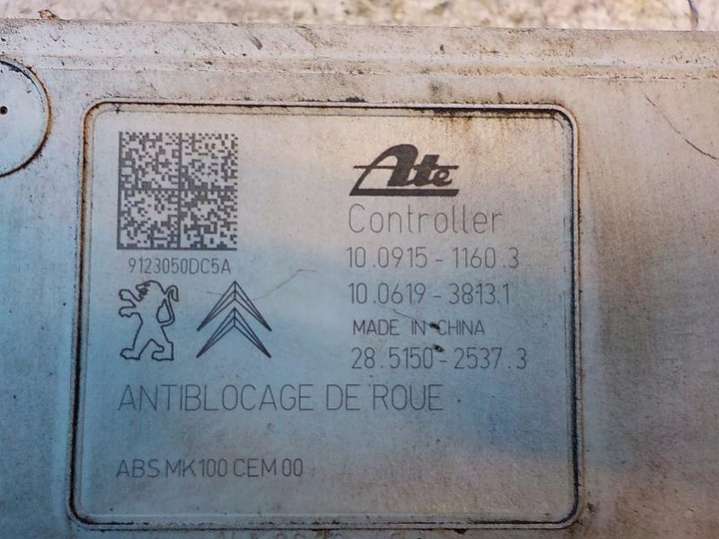 Ate
Controller
9123050DC5A
10.0915-1160.3
10.0619-3813.1
MADE IN CHINA
28.5150-2537.3
ANTIBLOCAGE DE ROUE
ABS MK100 CEM 00